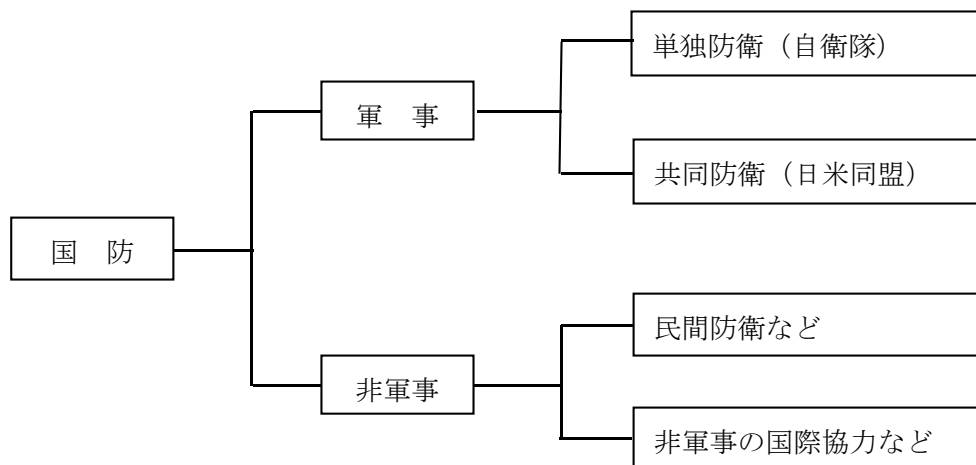 単独防衛（自衛隊）
軍　事
共同防衛（日米同盟）
国　防
民間防衛など
非軍事
非軍事の国際協力など